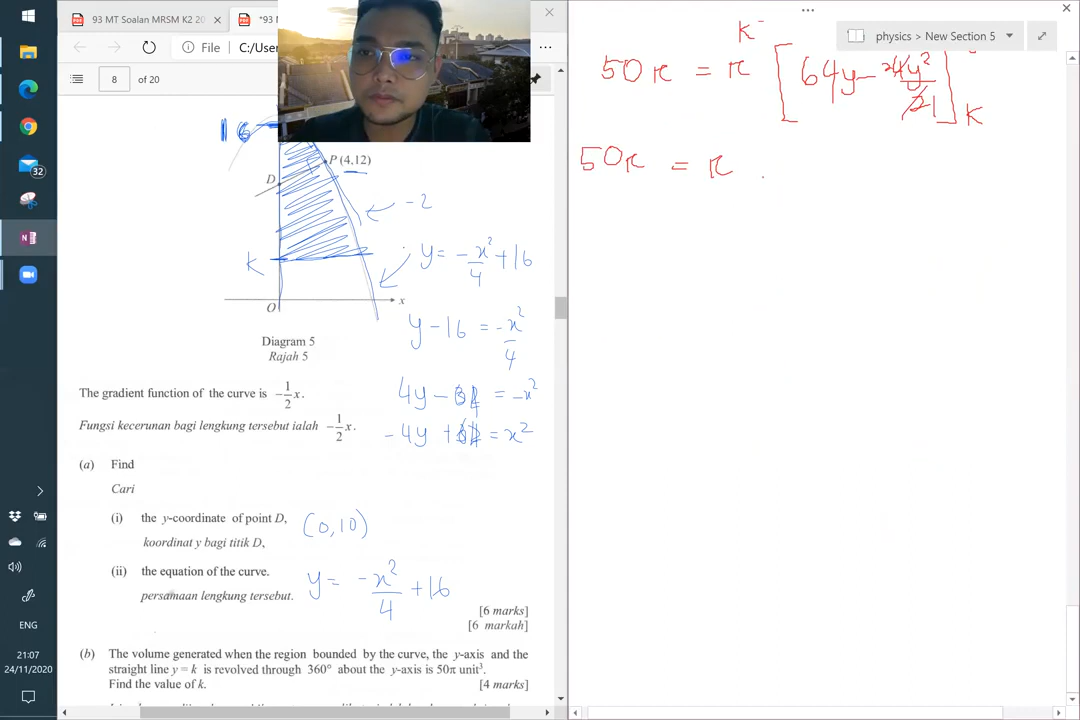 93 MT Soalan MRSM K2 20
*93 M
File
C:/User
8 of 20
physics > New Section 5
16
P (4,12)
D
-2
K
y = -x²/4 + 16
O
x
y - 16 = -x²/4
Diagram 5
Rajah 5
The gradient function of the curve is -1/2 x.
Fungsi kecerunan bagi lengkung tersebut ialah -1/2 x.
(a) Find
Cari
(i) the y-coordinate of point D, (0,10)
koordinat y bagi titik D,
(ii) the equation of the curve. y = -x²/4 + 16
persamaan lengkung tersebut.
[6 marks]
[6 markah]
(b) The volume generated when the region bounded by the curve, the y-axis and the
straight line y = k is revolved through 360° about the y-axis is 50π unit³.
Find the value of k. [4 marks]
K
50π = π [64y - 4y²/2] K
50π = π
32
ENG
21:07
24/11/2020